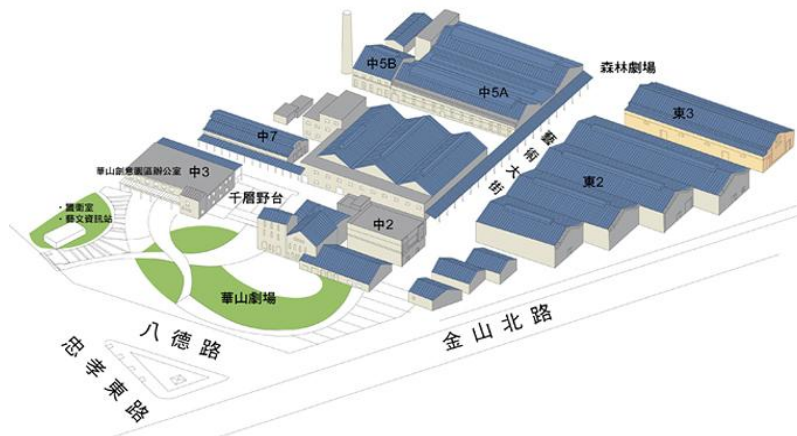 中5B
中5A
森林劇場
東3
中7
藝術大街
東2
華山創意園區辦公室
中3
・警衛室
・藝文資訊站
千層野台
中2
華山劇場
八德路
金山北路
忠孝東路